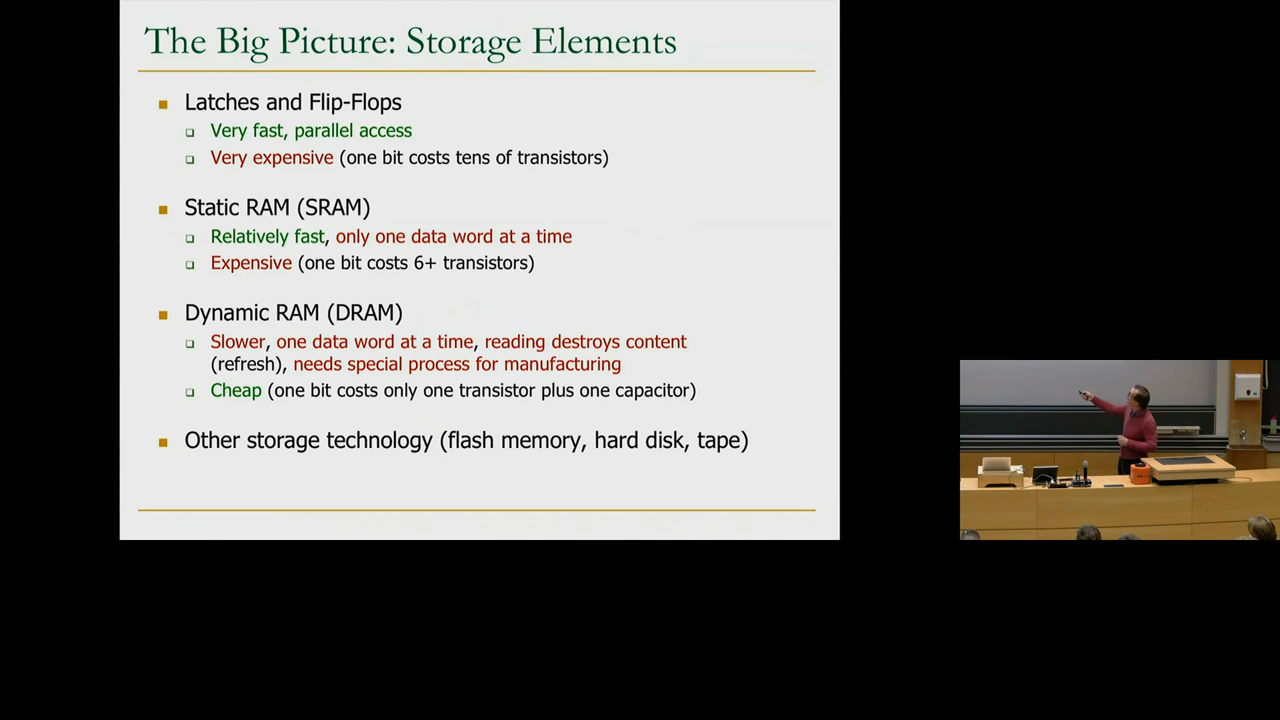 The Big Picture: Storage Elements
Latches and Flip-Flops
Very fast, parallel access
Very expensive (one bit costs tens of transistors)
Static RAM (SRAM)
Relatively fast, only one data word at a time
Expensive (one bit costs 6+ transistors)
Dynamic RAM (DRAM)
Slower, one data word at a time, reading destroys content
(refresh), needs special process for manufacturing
Cheap (one bit costs only one transistor plus one capacitor)
Other storage technology (flash memory, hard disk, tape)